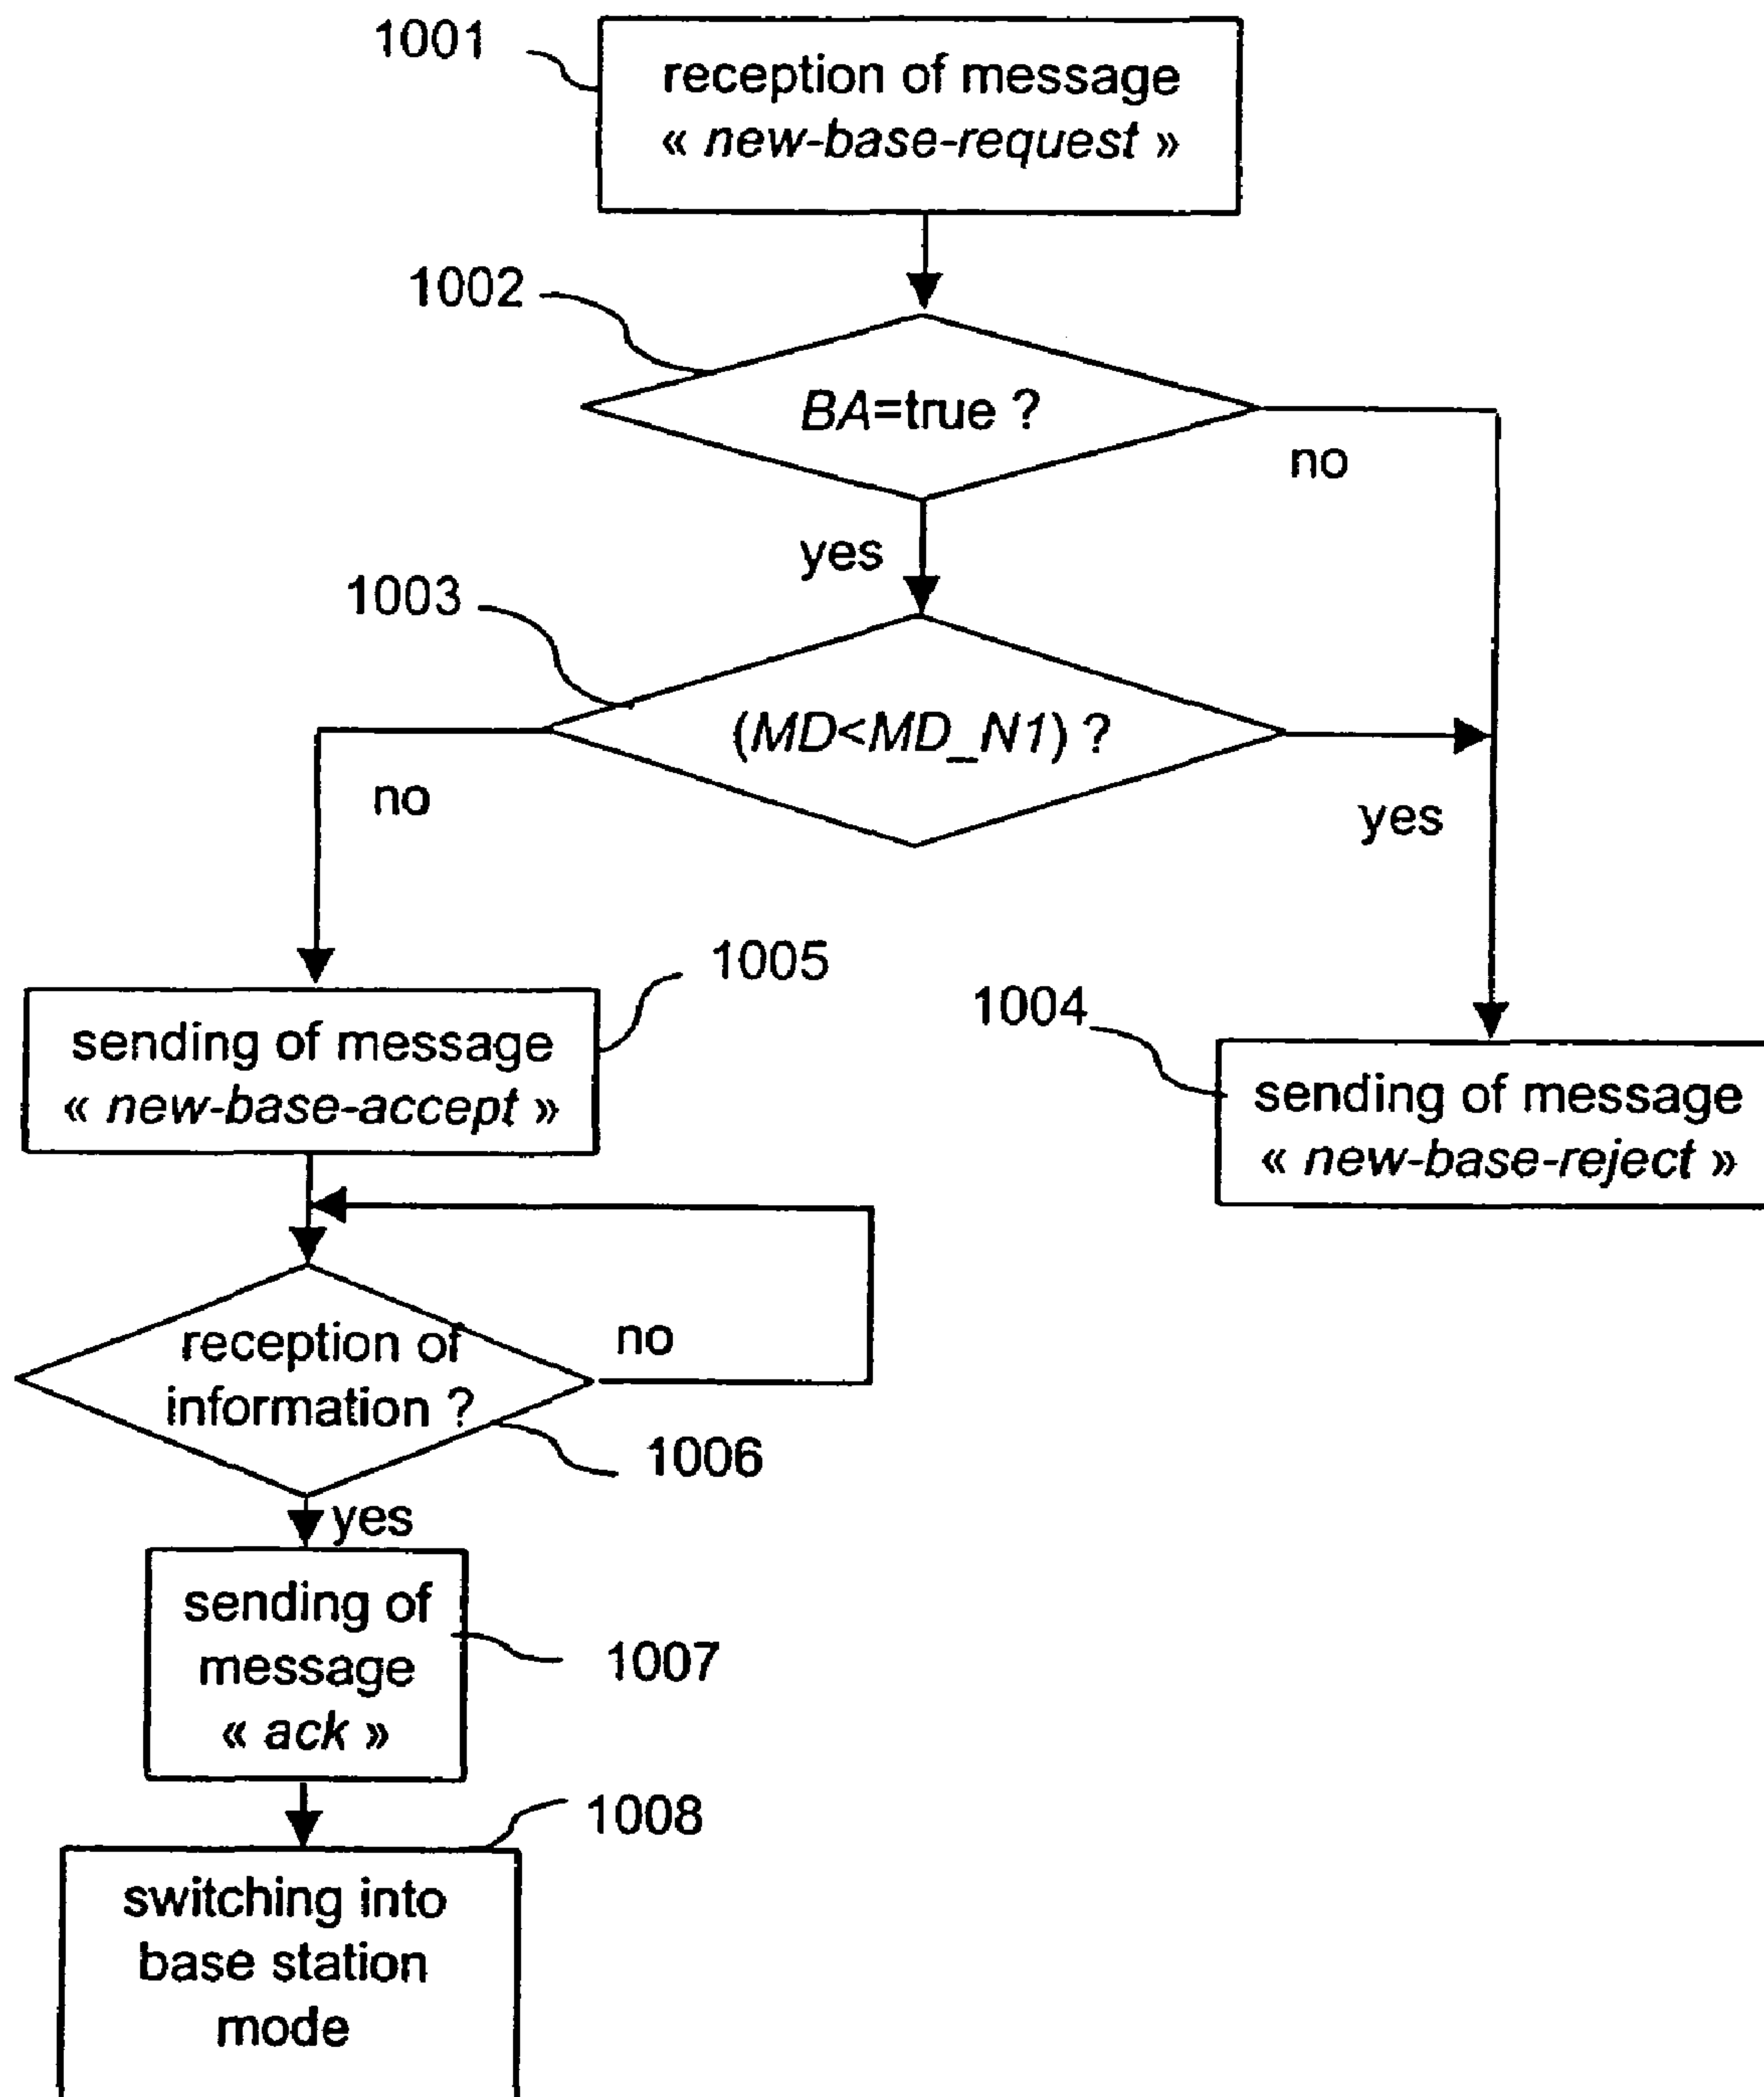 1001
reception of message
« new-base-request »
1002
BA=true ?
no
yes
1003
(MD<MD_N1) ?
no
yes
1005
sending of message
« new-base-accept »
1004
sending of message
« new-base-reject »
reception of
information ?
no
1006
yes
sending of
message
« ack »
1007
1008
switching into
base station
mode